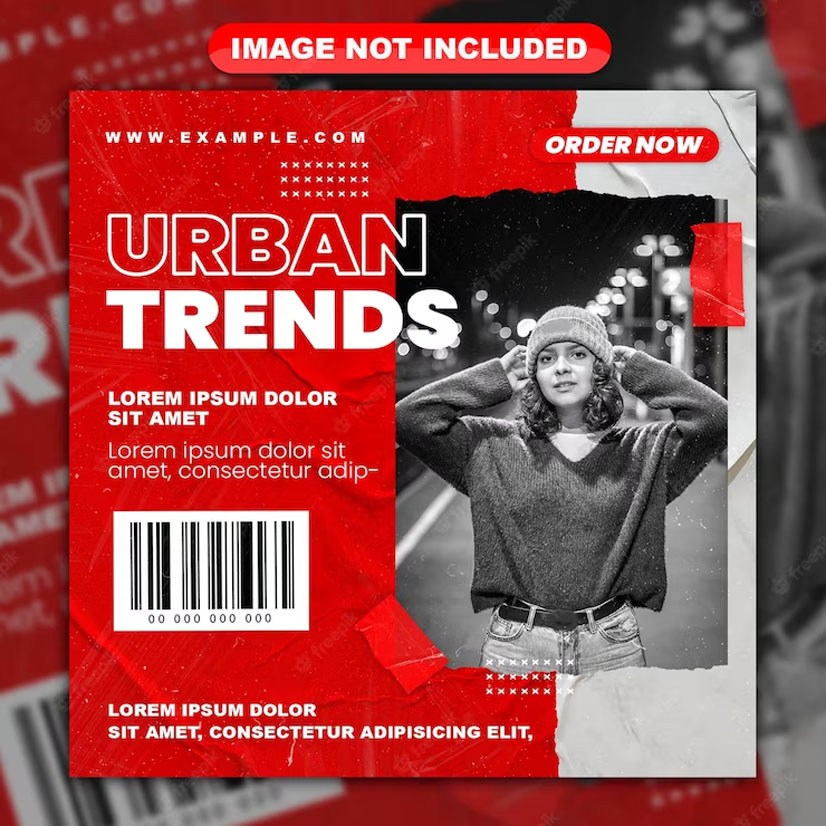 IMAGE NOT INCLUDED
WWW.EXAMPLE.COM
ORDER NOW
URBAN
TRENDS
LOREM IPSUM DOLOR
SIT AMET
Lorem ipsum dolor sit
amet, consectetur adip-
00 000 000 000
LOREM IPSUM DOLOR
SIT AMET, CONSECTETUR ADIPISICING ELIT,